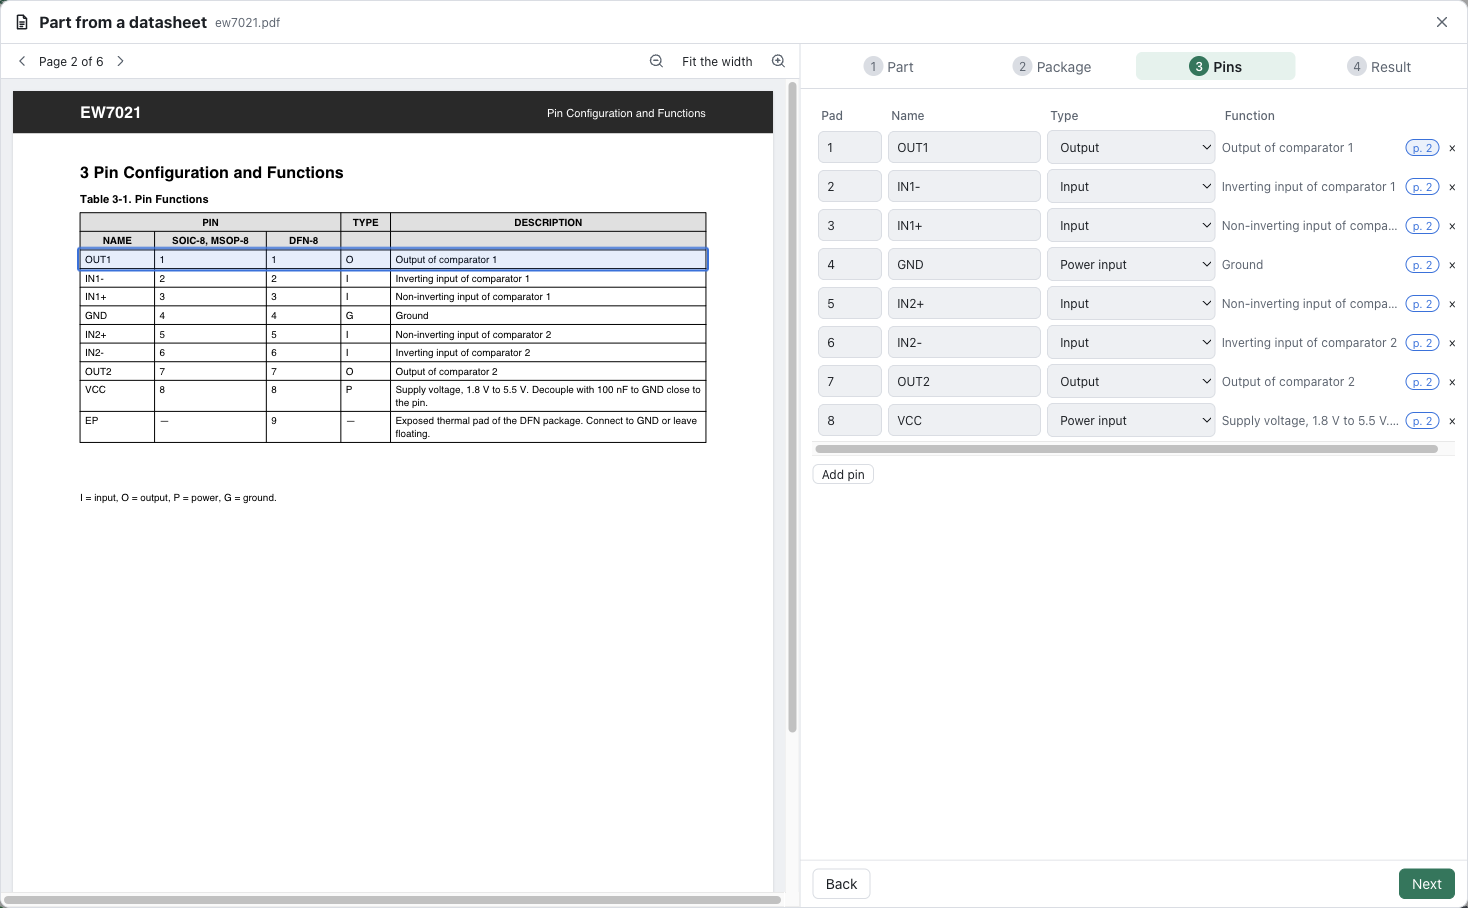 Part from a datasheet ew7021.pdf
Page 2 of 6 Fit the width
1 Part 2 Package 3 Pins 4 Result
EW7021 Pin Configuration and Functions
3 Pin Configuration and Functions
Table 3-1. Pin Functions
PIN TYPE DESCRIPTION
NAME SOIC-8, MSOP-8 DFN-8
OUT1 1 1 O Output of comparator 1
IN1- 2 2 I Inverting input of comparator 1
IN1+ 3 3 I Non-inverting input of comparator 1
GND 4 4 G Ground
IN2+ 5 5 I Non-inverting input of comparator 2
IN2- 6 6 I Inverting input of comparator 2
OUT2 7 7 O Output of comparator 2
VCC 8 8 P Supply voltage, 1.8 V to 5.5 V. Decouple with 100 nF to GND close to
the pin.
EP — 9 — Exposed thermal pad of the DFN package. Connect to GND or leave
floating.
I = input, O = output, P = power, G = ground.
Pad Name Type Function
1 OUT1 Output Output of comparator 1 p. 2 ×
2 IN1- Input Inverting input of comparator 1 p. 2 ×
3 IN1+ Input Non-inverting input of compa... p. 2 ×
4 GND Power input Ground p. 2 ×
5 IN2+ Input Non-inverting input of compa... p. 2 ×
6 IN2- Input Inverting input of comparator 2 p. 2 ×
7 OUT2 Output Output of comparator 2 p. 2 ×
8 VCC Power input Supply voltage, 1.8 V to 5.5 V.... p. 2 ×
Add pin
Back Next